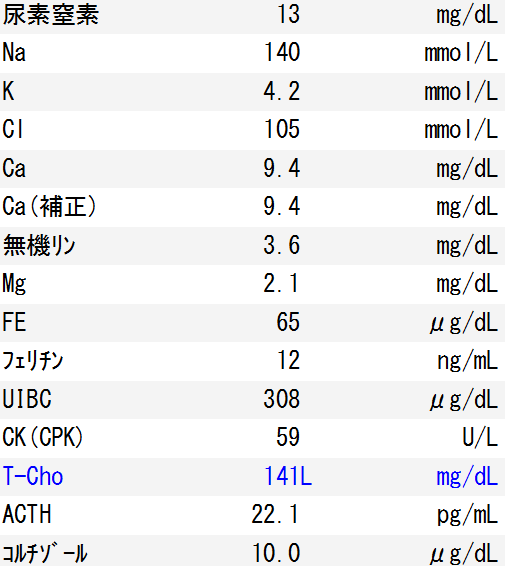 尿素窒素 13 mg/dL
Na 140 mmol/L
K 4.2 mmol/L
Cl 105 mmol/L
Ca 9.4 mg/dL
Ca(補正) 9.4 mg/dL
無機ﾘﾝ 3.6 mg/dL
Mg 2.1 mg/dL
FE 65 μg/dL
ﾌｪﾘﾁﾝ 12 ng/mL
UIBC 308 μg/dL
CK(CPK) 59 U/L
T-Cho 141L mg/dL
ACTH 22.1 pg/mL
ｺﾙﾁｿﾞｰﾙ 10.0 μg/dL